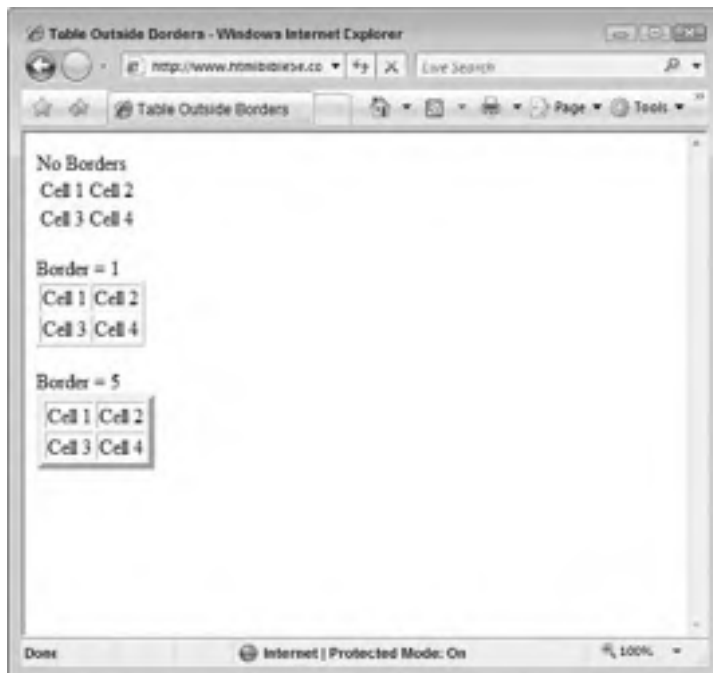 Table Outside Borders - Windows Internet Explorer
Live Search
Table Outside Borders
Page
Tools
No Borders
Cell 1 Cell 2
Cell 3 Cell 4
Border = 1
Cell 1 Cell 2
Cell 3 Cell 4
Border = 5
Cell 1 Cell 2
Cell 3 Cell 4
Done
Internet | Protected Mode: On
100%